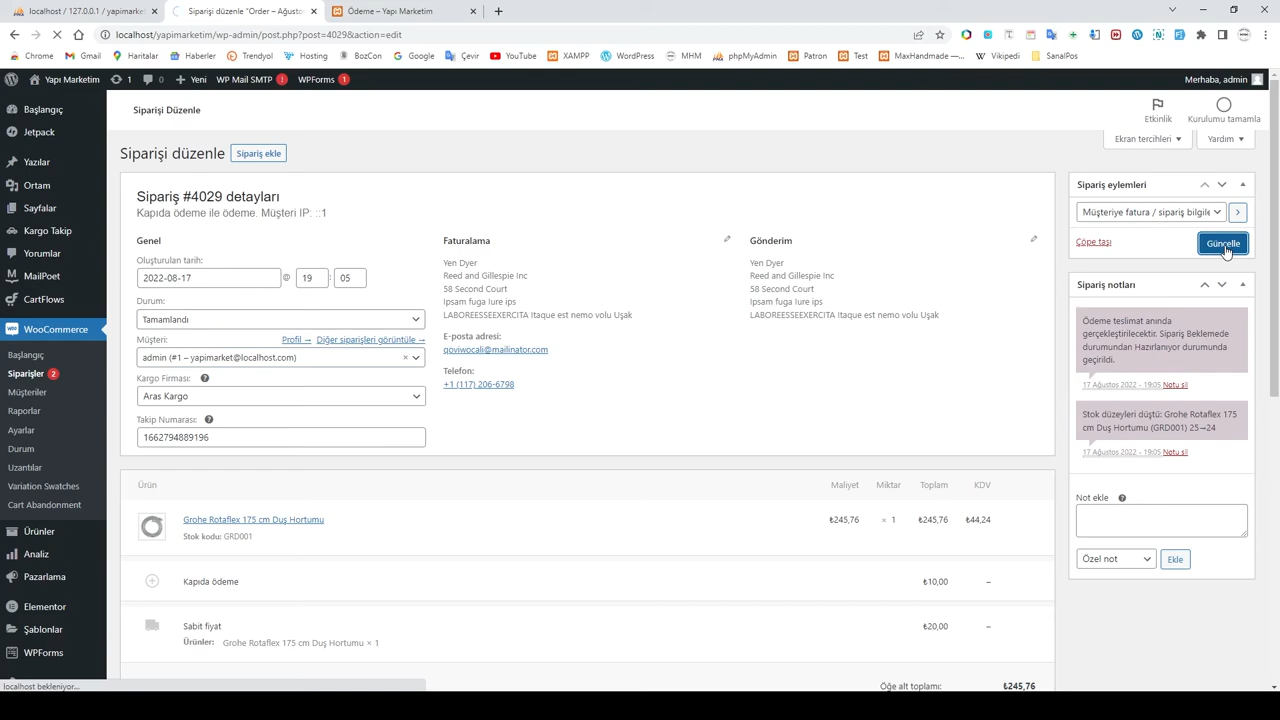 localhost / 127.0.0.1 / yapimarket
Siparişi düzenle "Order – Ağustos
Ödeme – Yapı Marketim
localhost/yapimarketim/wp-admin/post.php?post=4029&action=edit
Chrome
Gmail
Haritalar
Haberler
Trendyol
Hosting
BozCon
Google
Çevir
YouTube
XAMPP
WordPress
MHM
phpMyAdmin
Patron
Test
MaxHandmade —...
Vikipedi
SanalPos
Yapı Marketim
1
0
Yeni
WP Mail SMTP !
WPForms 1
Merhaba, admin
Başlangıç
Jetpack
Yazılar
Ortam
Sayfalar
Kargo Takip
Yorumlar
MailPoet
CartFlows
WooCommerce
Başlangıç
Siparişler 2
Müşteriler
Raporlar
Ayarlar
Durum
Uzantılar
Variation Swatches
Cart Abandonment
Ürünler
Analiz
Pazarlama
Elementor
Şablonlar
WPForms
Siparişi Düzenle
Etkinlik
Kurulumu tamamla
Ekran tercihleri
Yardım
Siparişi düzenle
Sipariş ekle
Sipariş #4029 detayları
Kapıda ödeme ile ödeme. Müşteri IP: ::1
Genel
Oluşturulan tarih:
2022-08-17 @ 19 : 05
Durum:
Tamamlandı
Müşteri:
Profil → Diğer siparişleri görüntüle →
admin (#1 – yapimarket@localhost.com) ×
Kargo Firması: ?
Aras Kargo
Takip Numarası: ?
1662794889196
Faturalama
Yen Dyer
Reed and Gillespie Inc
58 Second Court
Ipsam fuga Iure ips
LABOREESSEEXERCITA Itaque est nemo volu Uşak
E-posta adresi:
qoviwocali@mailinator.com
Telefon:
+1 (117) 206-6798
Gönderim
Yen Dyer
Reed and Gillespie Inc
58 Second Court
Ipsam fuga Iure ips
LABOREESSEEXERCITA Itaque est nemo volu Uşak
Ürün
Maliyet
Miktar
Toplam
KDV
Grohe Rotaflex 175 cm Duş Hortumu
₺245,76
× 1
₺245,76
₺44,24
Stok kodu: GRD001
Kapıda ödeme
₺10,00
–
Sabit fiyat
₺20,00
–
Ürünler: Grohe Rotaflex 175 cm Duş Hortumu × 1
Öğe alt toplamı:
₺245,76
Sipariş eylemleri
Müşteriye fatura / sipariş bilgile
Çöpe taşı
Güncelle
Sipariş notları
Ödeme teslimat anında
gerçekleştirilecektir. Sipariş Beklemede
durumundan Hazırlanıyor durumunda
geçirildi.
17 Ağustos 2022 - 19:05 Notu sil
Stok düzeyleri düştü: Grohe Rotaflex 175
cm Duş Hortumu (GRD001) 25→24
17 Ağustos 2022 - 19:05 Notu sil
Not ekle ?
Özel not
Ekle
localhost bekleniyor...